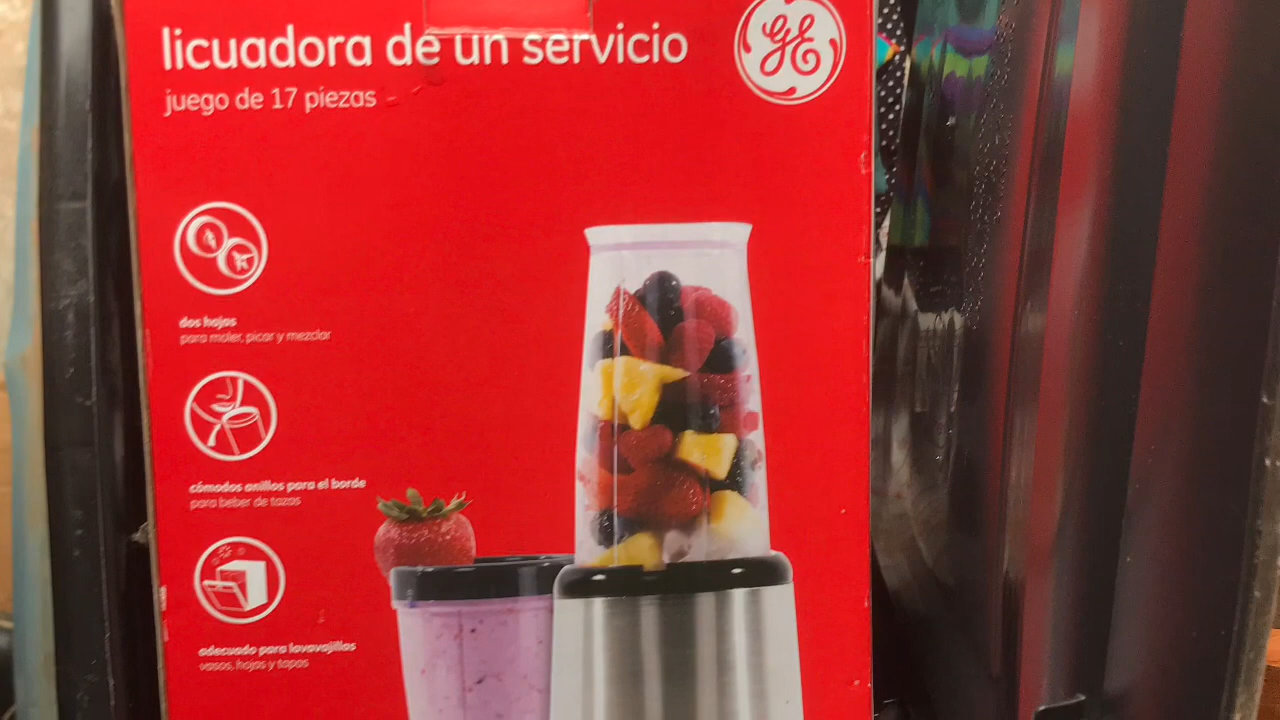 licuadora de un servicio
juego de 17 piezas
GE
dos hojas
para moler, picar y mezclar
cómodos anillos para el borde
para beber de tazas
adecuado para lavavajillas
vasos, hojas y tapas